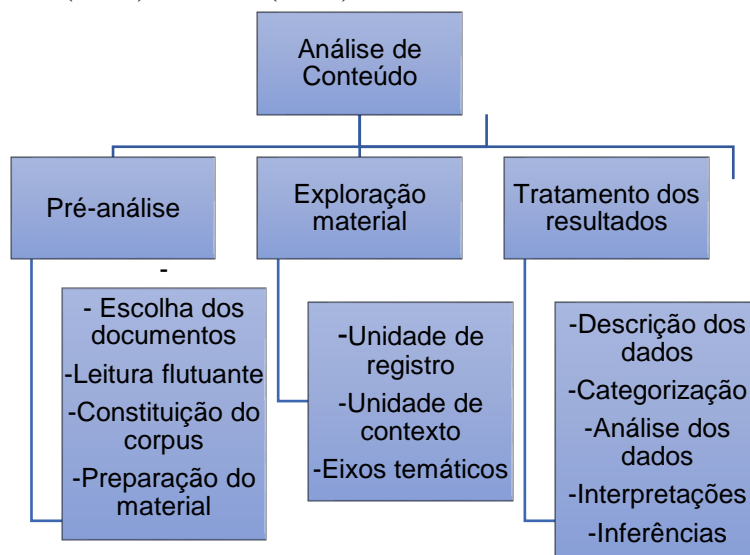 Análise de
Conteúdo
Pré-análise
Exploração
material
Tratamento dos
resultados
-
- Escolha dos
documentos
-Leitura flutuante
-Constituição do
corpus
-Preparação do
material
-Unidade de
registro
-Unidade de
contexto
-Eixos temáticos
-Descrição dos
dados
-Categorização
-Análise dos
dados
-Interpretações
-Inferências